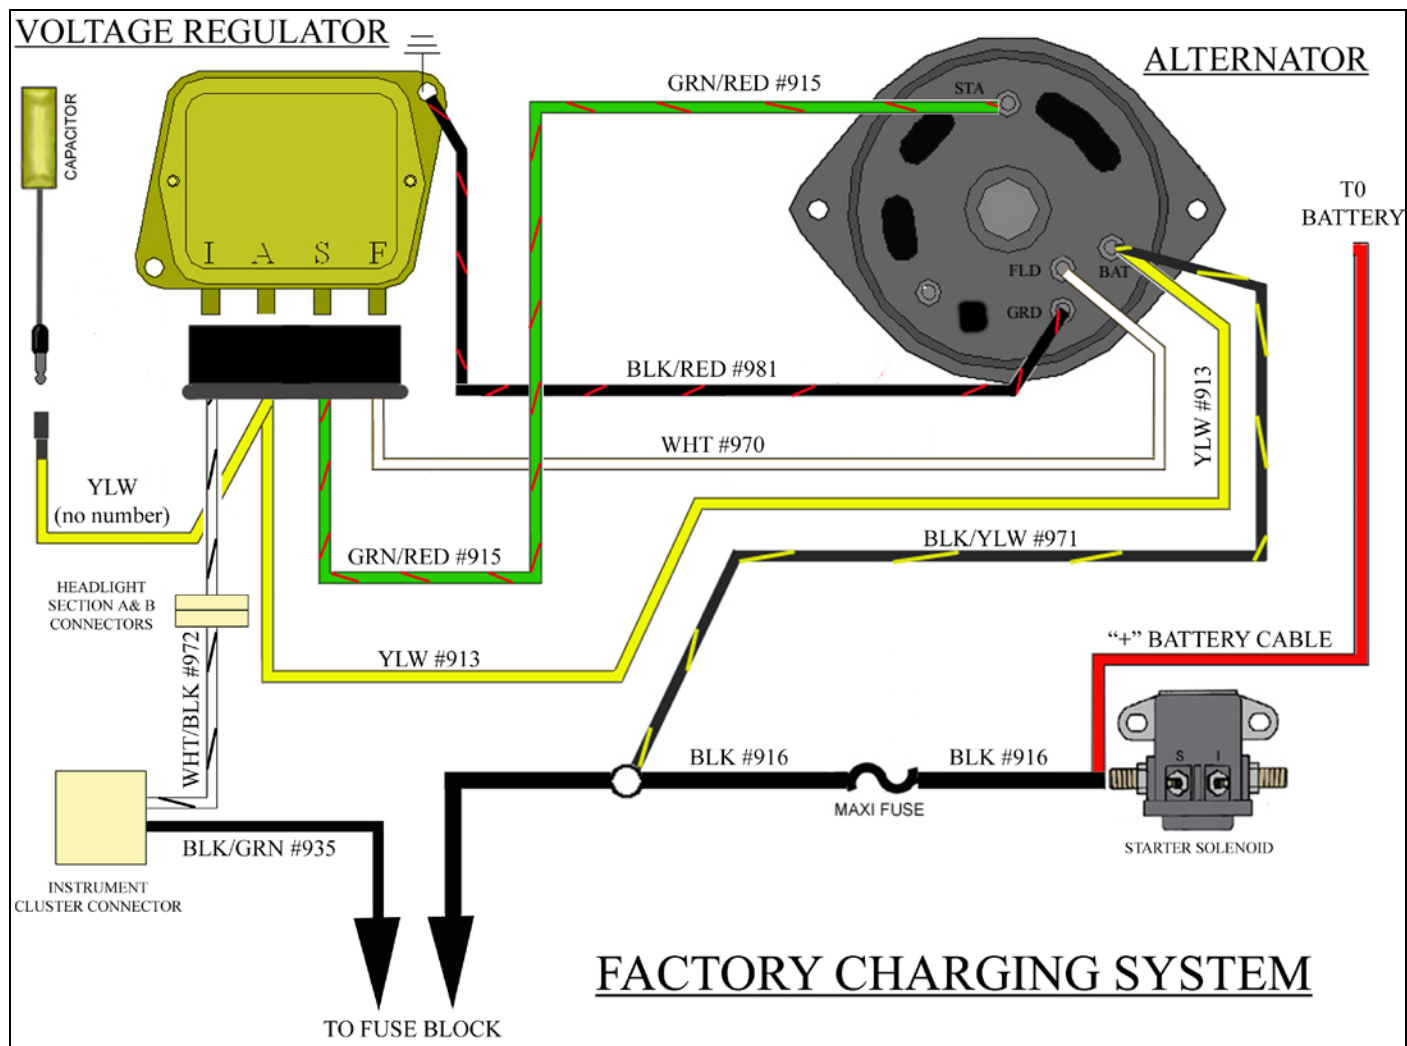 VOLTAGE REGULATOR
ALTERNATOR
CAPACITOR
GRN/RED #915
STA
T0
BATTERY
I A S F
FLD
BAT
GRD
BLK/RED #981
YLW #913
WHT #970
YLW
(no number)
GRN/RED #915
BLK/YLW #971
HEADLIGHT
SECTION A& B
CONNECTORS
"+" BATTERY CABLE
YLW #913
WHT/BLK #972
BLK #916
BLK #916
S I
MAXI FUSE
STARTER SOLENOID
BLK/GRN #935
INSTRUMENT
CLUSTER CONNECTOR
FACTORY CHARGING SYSTEM
TO FUSE BLOCK